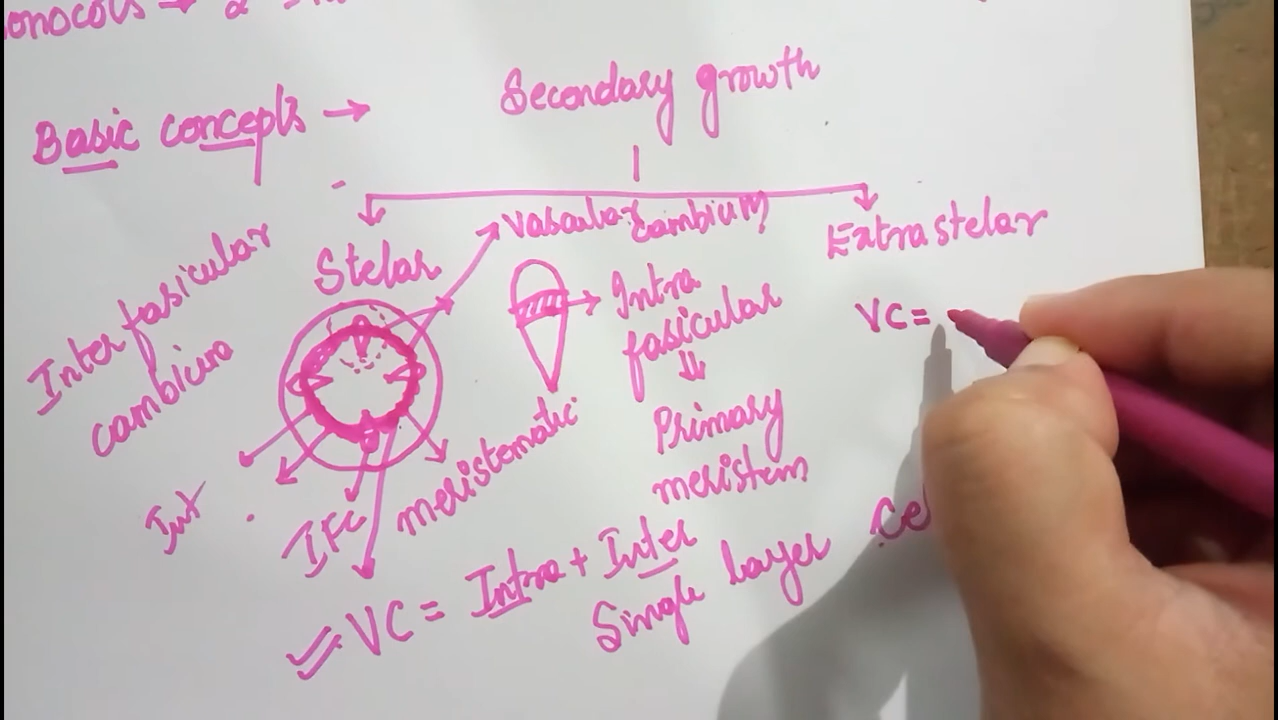 onocots →
Basic concepts →
Secondary growth
Stelar
Vascular cambium
Extrastelar
Inter fasicular
cambium
Intra
fasicular
Primary
meristem
VC =
meristematic
Int
IFC
VC = Intra + Inter
Single layer